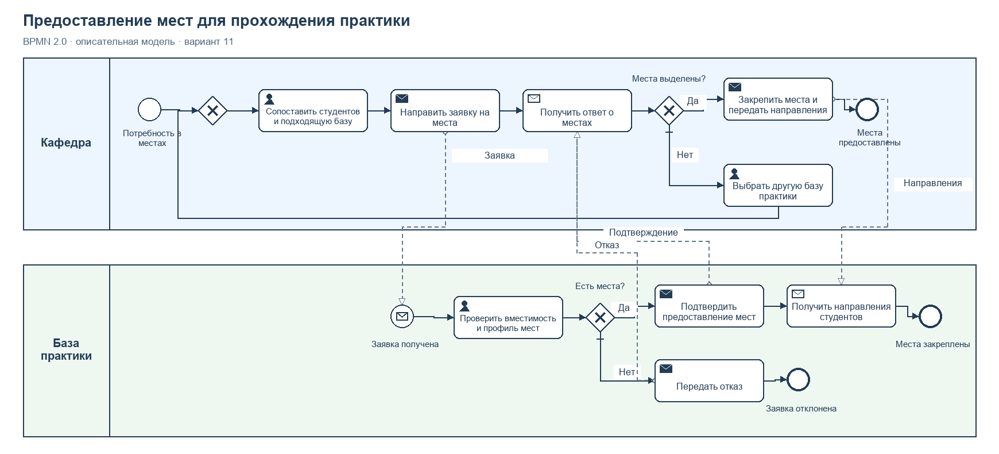 Предоставление мест для прохождения практики
BPMN 2.0 · описательная модель · вариант 11
Кафедра
Потребность в
местах
Сопоставить студентов
и подходящую базу
Направить заявку на
места
Получить ответ о
местах
Места выделены?
Да
Закрепить места и
передать направления
Места
предоставлены
Заявка
Нет
Выбрать другую базу
практики
Направления
Подтверждение
Отказ
База
практики
Заявка получена
Проверить вместимость
и профиль мест
Есть места?
Да
Подтвердить
предоставление мест
Получить направления
студентов
Места закреплены
Нет
Передать отказ
Заявка отклонена